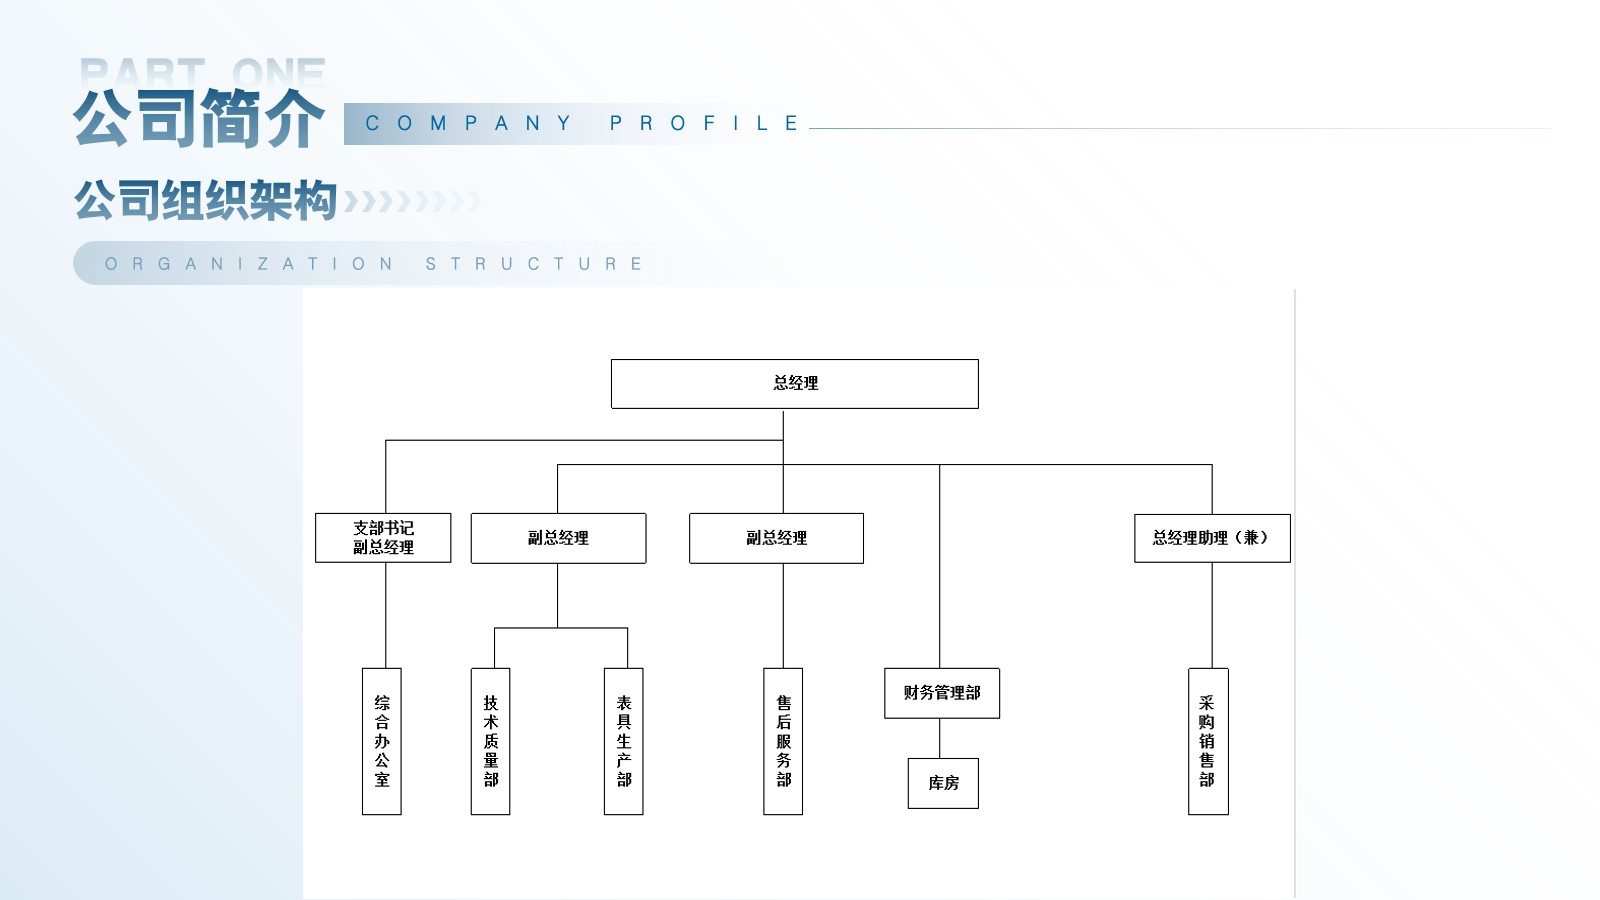 PART ONE
公司简介
COMPANY PROFILE
公司组织架构
ORGANIZATION STRUCTURE
总经理
支部书记
副总经理
副总经理
副总经理
总经理助理（兼）
综合办公室
技术质量部
表具生产部
售后服务部
财务管理部
库房
采购销售部